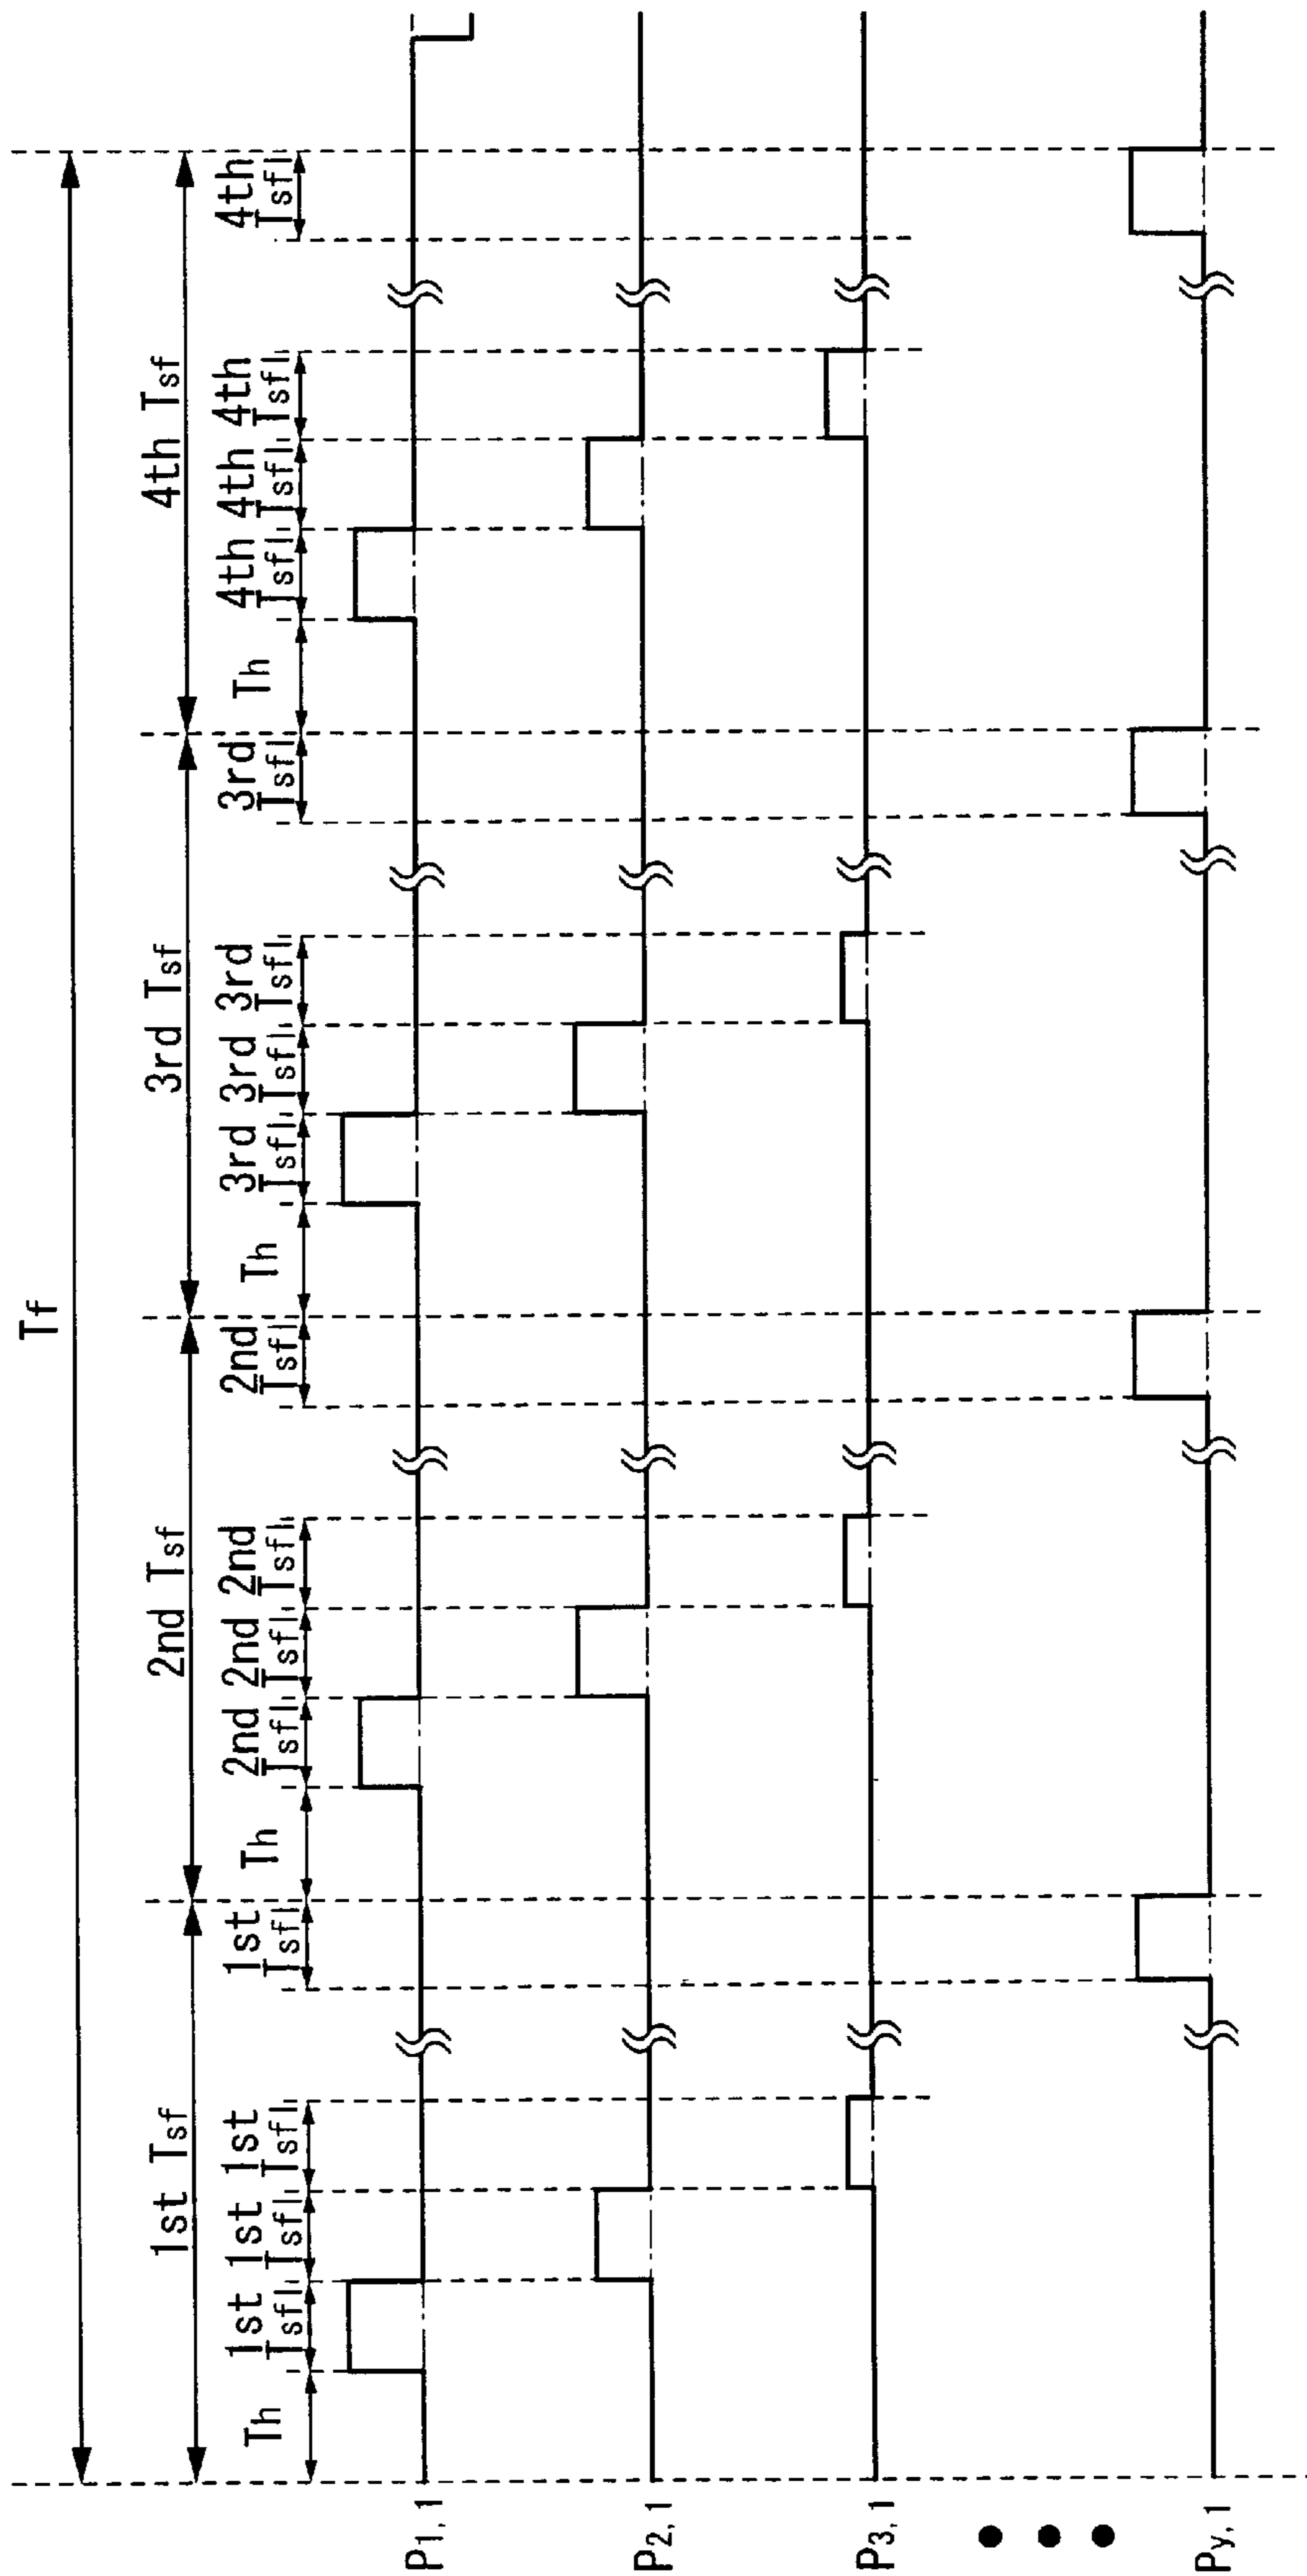 Tf
1st Tsf 2nd Tsf 3rd Tsf 4th Tsf
Th 1st Tsfl 1st Tsfl 1st Tsfl 1st Tsfl Th 2nd Tsfl 2nd Tsfl 2nd Tsfl 2nd Tsfl Th 3rd Tsfl 3rd Tsfl 3rd Tsfl 3rd Tsfl Th 4th Tsfl 4th Tsfl 4th Tsfl 4th Tsfl
P1, 1
P2, 1
P3, 1
Py, 1